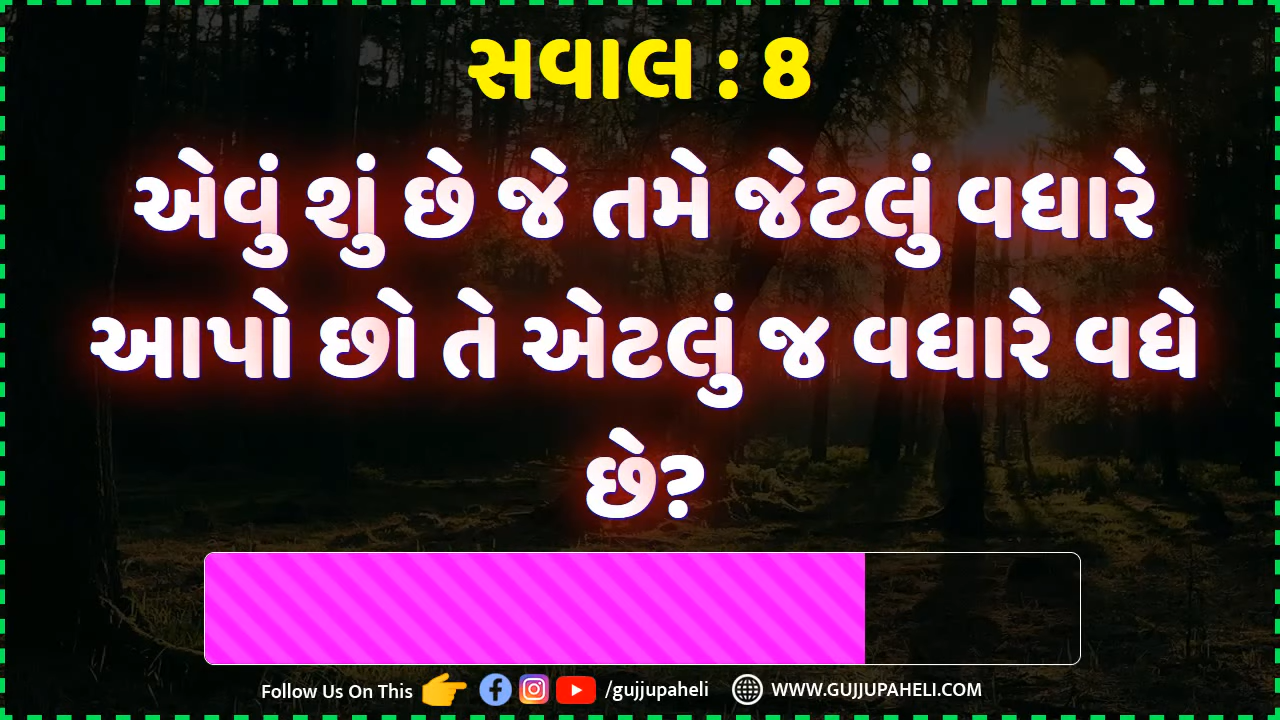 સવાલ : 8
એવું શું છે જે તમે જેટલું વધારે
આપો છો તે એટલું જ વધારે વધે
છે?
Follow Us On This /gujjupaheli WWW.GUJJUPAHELI.COM